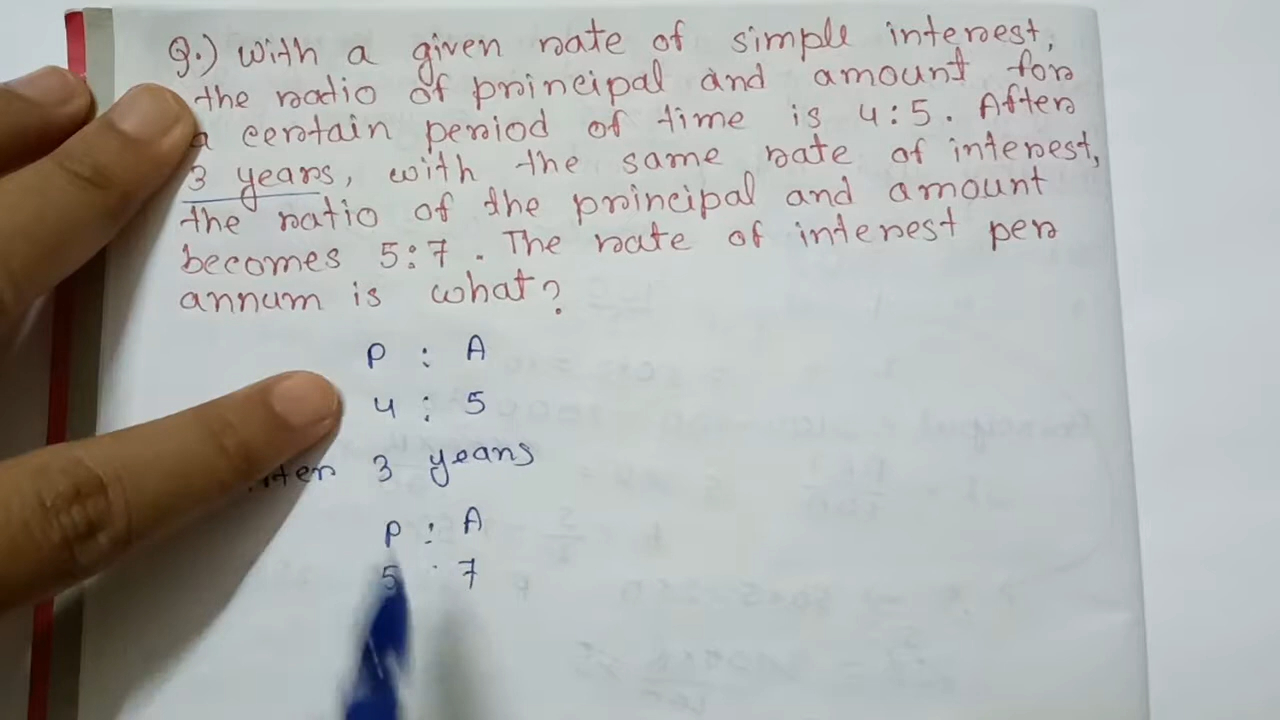 Q.) With a given rate of simple interest,
the ratio of principal and amount for
a certain period of time is 4:5. After
3 years, with the same rate of interest,
the ratio of the principal and amount
becomes 5:7. The rate of interest per
annum is what?
P : A
4 : 5
3 years
P : A
5 : 7